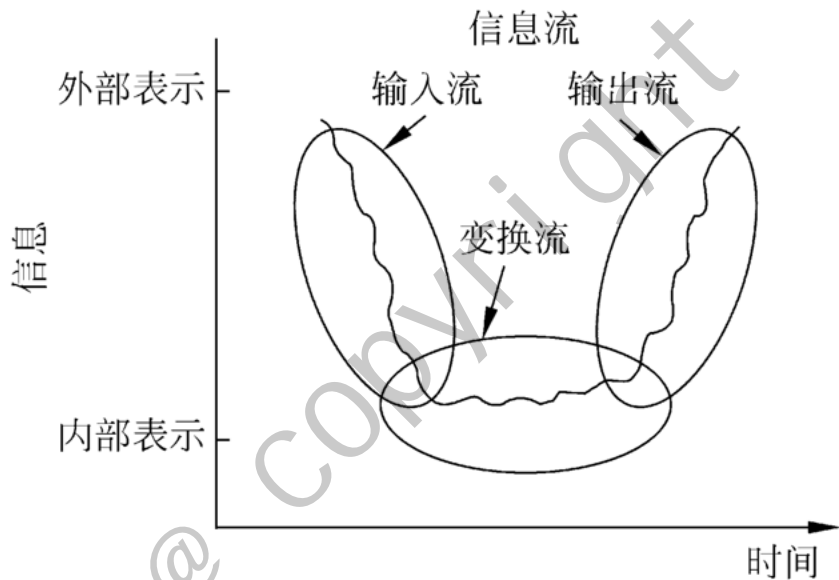 信息流
外部表示
输入流
输出流
变换流
信息
内部表示
时间
@ copyright